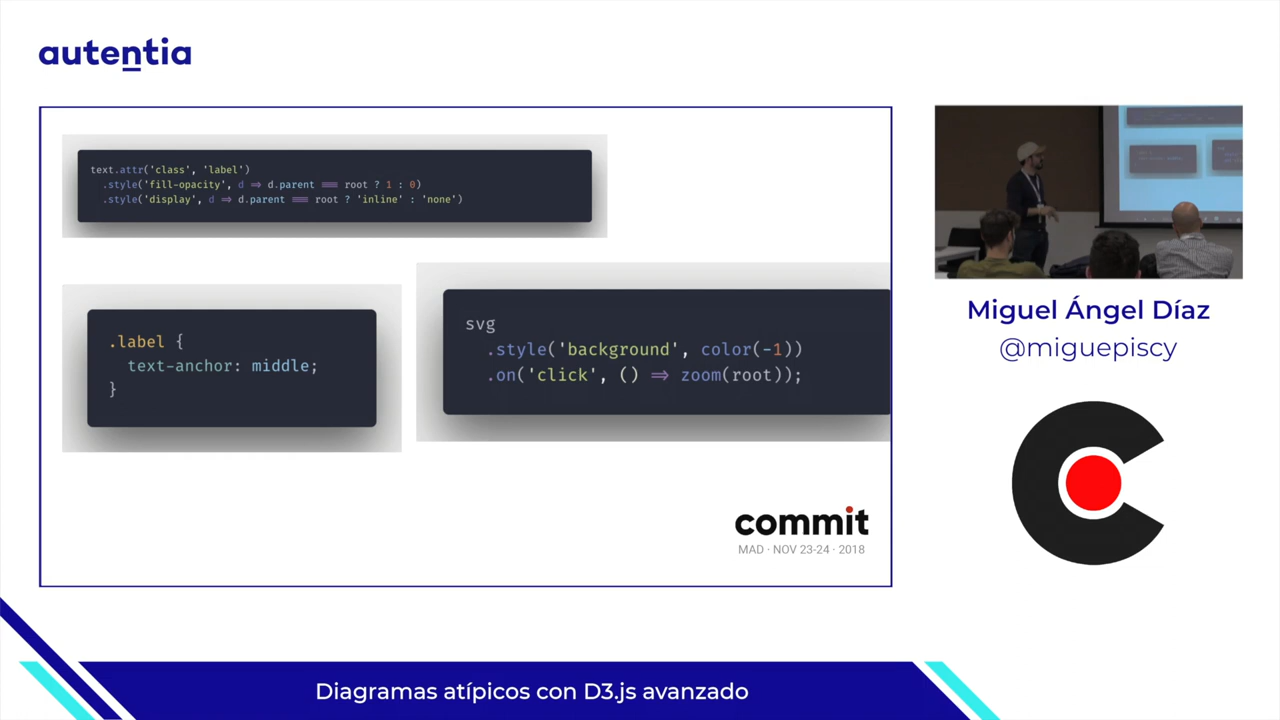 autentia
text.attr('class', 'label')
.style('fill-opacity', d => d.parent === root ? 1 : 0)
.style('display', d => d.parent === root ? 'inline' : 'none')
.label {
text-anchor: middle;
}
svg
.style('background', color(-1))
.on('click', () => zoom(root));
commit
MAD · NOV 23-24 · 2018
Miguel Ángel Díaz
@miguepiscy
Diagramas atípicos con D3.js avanzado